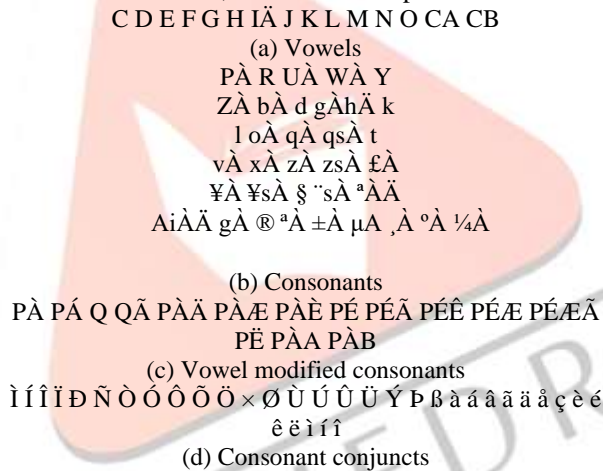 C D E F G H IÄ J K L M N O CA CB
(a) Vowels
PÀ R UÀ WÀ Y
ZÀ bÀ d gÀhÄ k
l oÀ qÀ qsÀ t
vÀ xÀ zÀ zsÀ £À
¥À ¥sÀ § ¨sÀ ªÀÄ
AiÀÄ gÀ ® ªÀ ±À µA ¸À ºÀ ¼À
(b) Consonants
PÀ PÁ Q QÃ PÀÄ PÀÆ PÀÈ PÉ PÉÃ PÉÊ PÉÆ PÉÆÃ
PË PÀA PÀB
(c) Vowel modified consonants
Ì Í Î Ï Ð Ñ Ò Ó Ô Õ Ö × Ø Ù Ú Û Ü Ý Þ ß à á â ã ä å ç è é
ê ë ì í î
(d) Consonant conjuncts